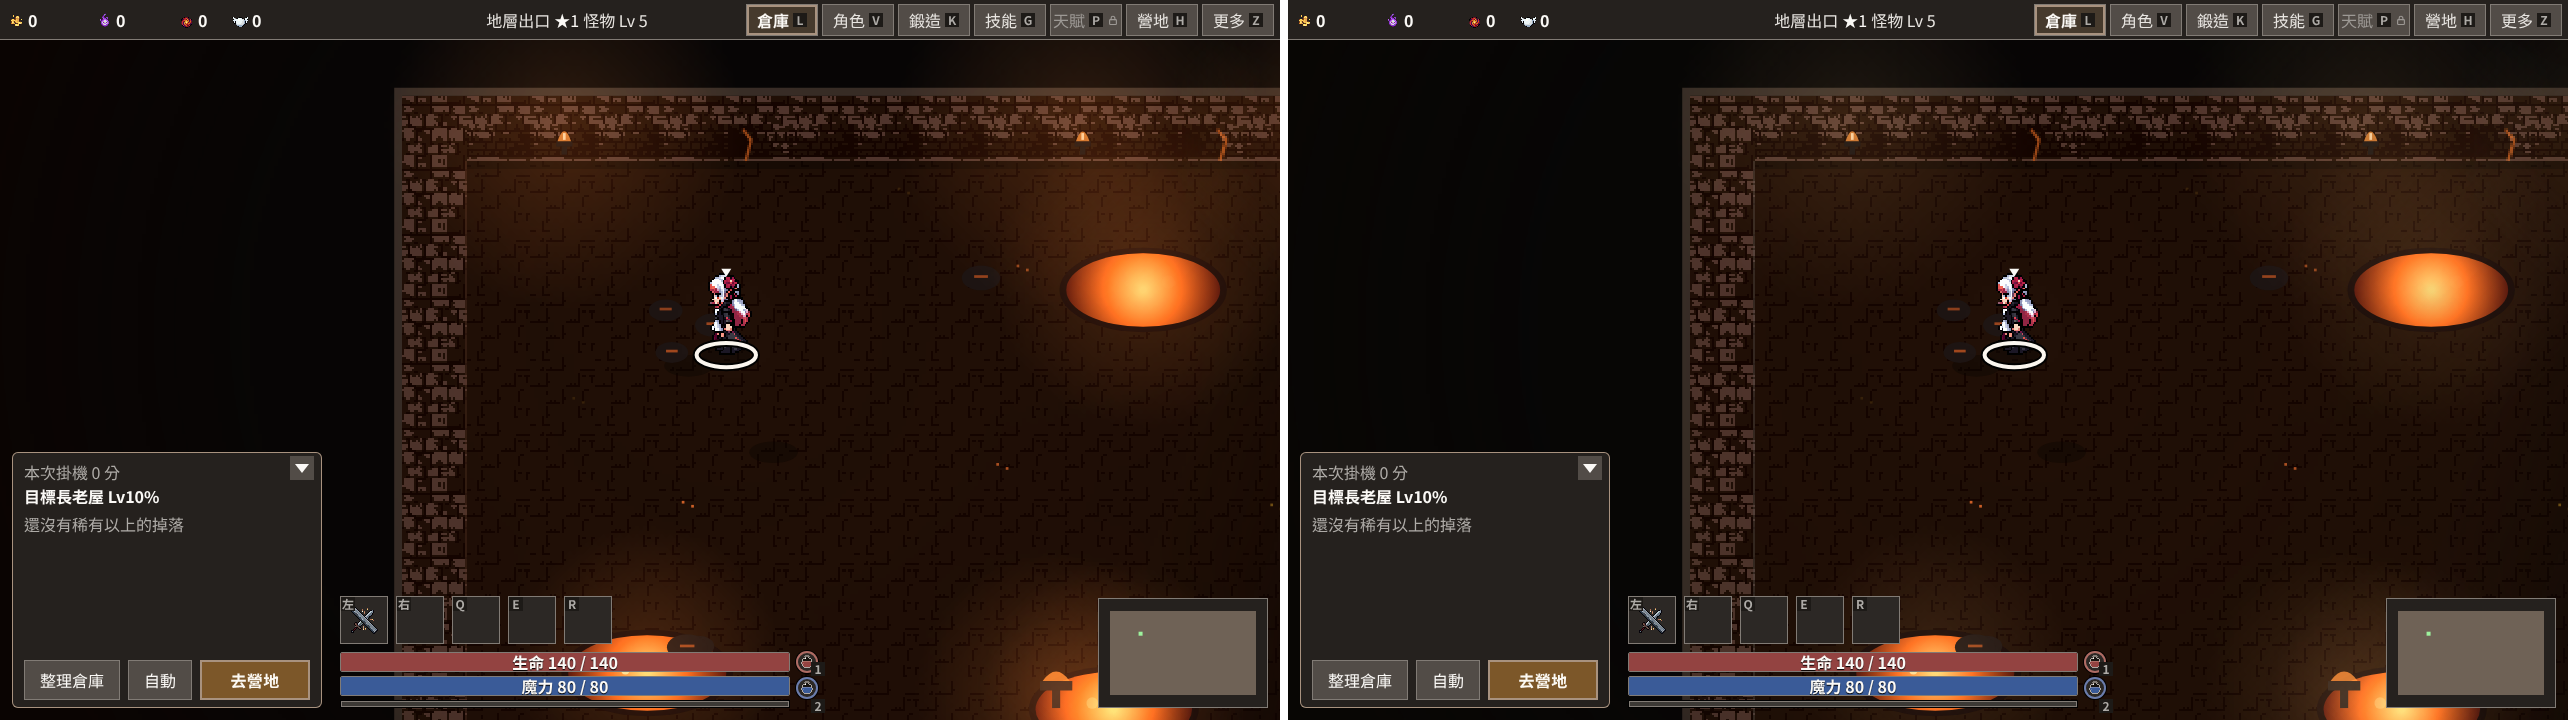 0 0 0 0 地層出口 ★1 怪物 Lv 5 倉庫 L 角色 V 鍛造 K 技能 G 天賦 P 營地 H 更多 Z
本次掛機 0 分
目標長老屋 Lv10%
還沒有稀有以上的掉落
整理倉庫 自動 去營地
左 右 Q E R
生命 140 / 140 1
魔力 80 / 80
2
0 0 0 0 地層出口 ★1 怪物 Lv 5 倉庫 L 角色 V 鍛造 K 技能 G 天賦 P 營地 H 更多 Z
本次掛機 0 分
目標長老屋 Lv10%
還沒有稀有以上的掉落
整理倉庫 自動 去營地
左 右 Q E R
生命 140 / 140 1
魔力 80 / 80
2